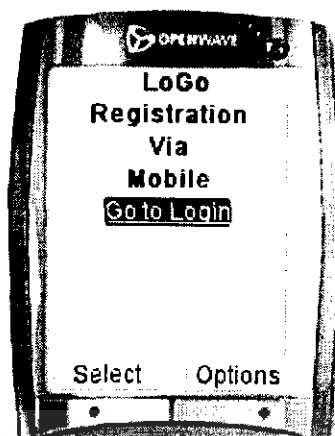 OPENWAVE
LoGo
Registration
Via
Mobile
Go to Login
Select Options